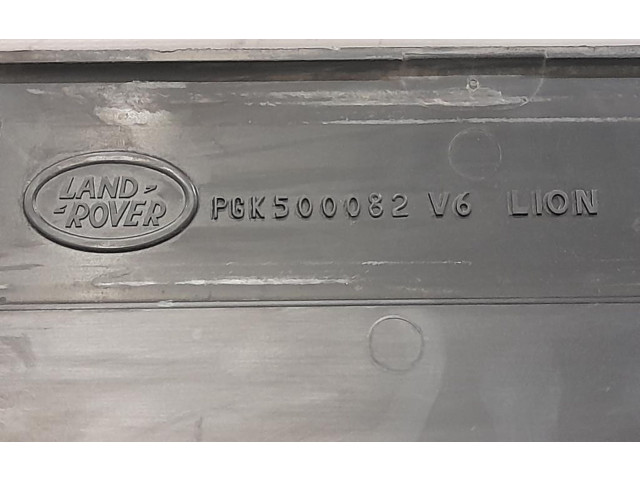 LAND-
-ROVER
PGK500082 V6 LION